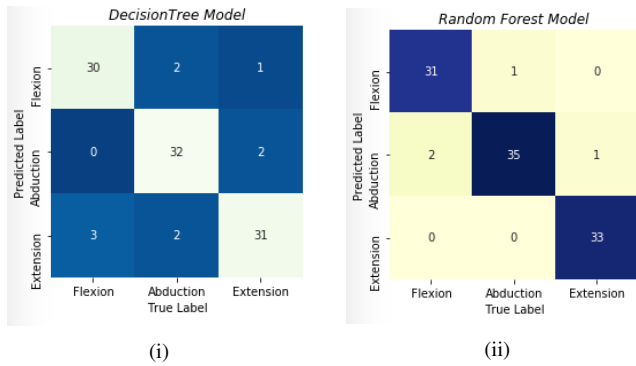 DecisionTree Model
Predicted Label
Flexion
Abduction
Extension
30 2 1
0 32 2
3 2 31
Flexion Abduction Extension
True Label
(i)
Random Forest Model
Predicted Label
Flexion
Abduction
Extension
31 1 0
2 35 1
0 0 33
Flexion Abduction Extension
True Label
(ii)